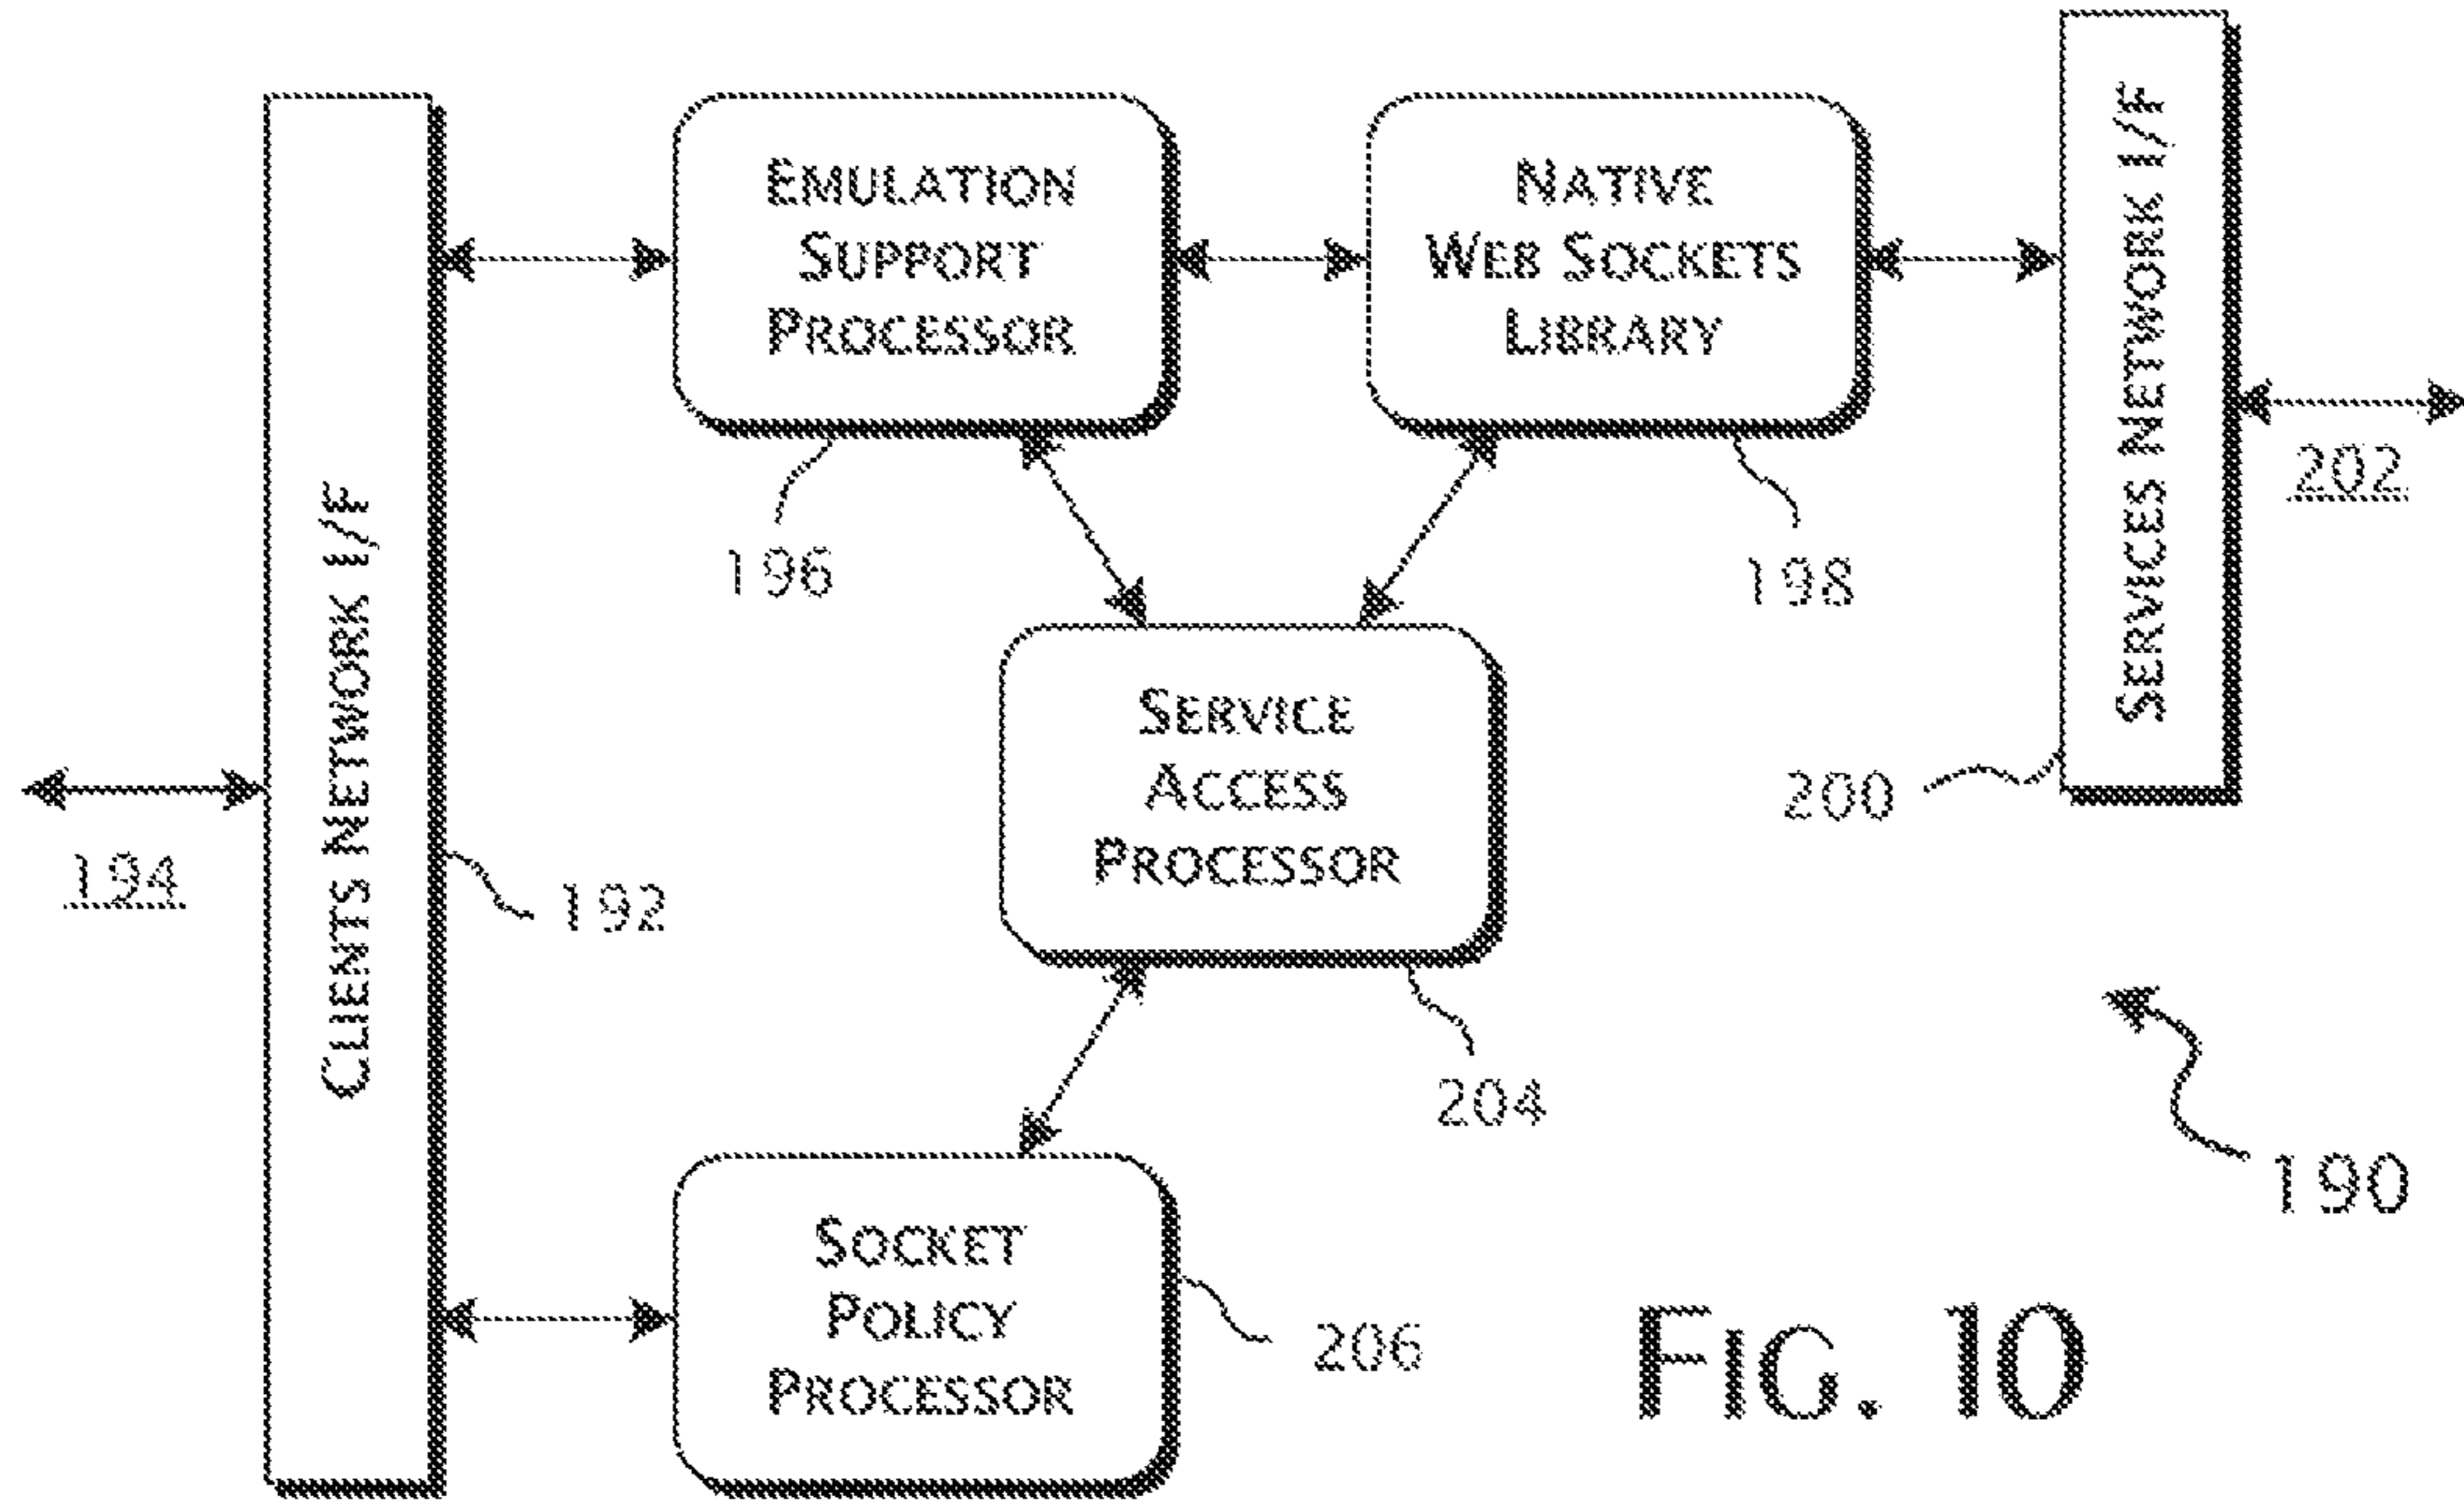 EMULATION
SUPPORT
PROCESSOR
NATIVE
WEB SOCKETS
LIBRARY
SERVICES NETWORK I/F
202
196
198
CLIENTS NETWORK I/F
SERVICE
ACCESS
PROCESSOR
200
194
192
204
190
SOCKET
POLICY
PROCESSOR
206
FIG. 10